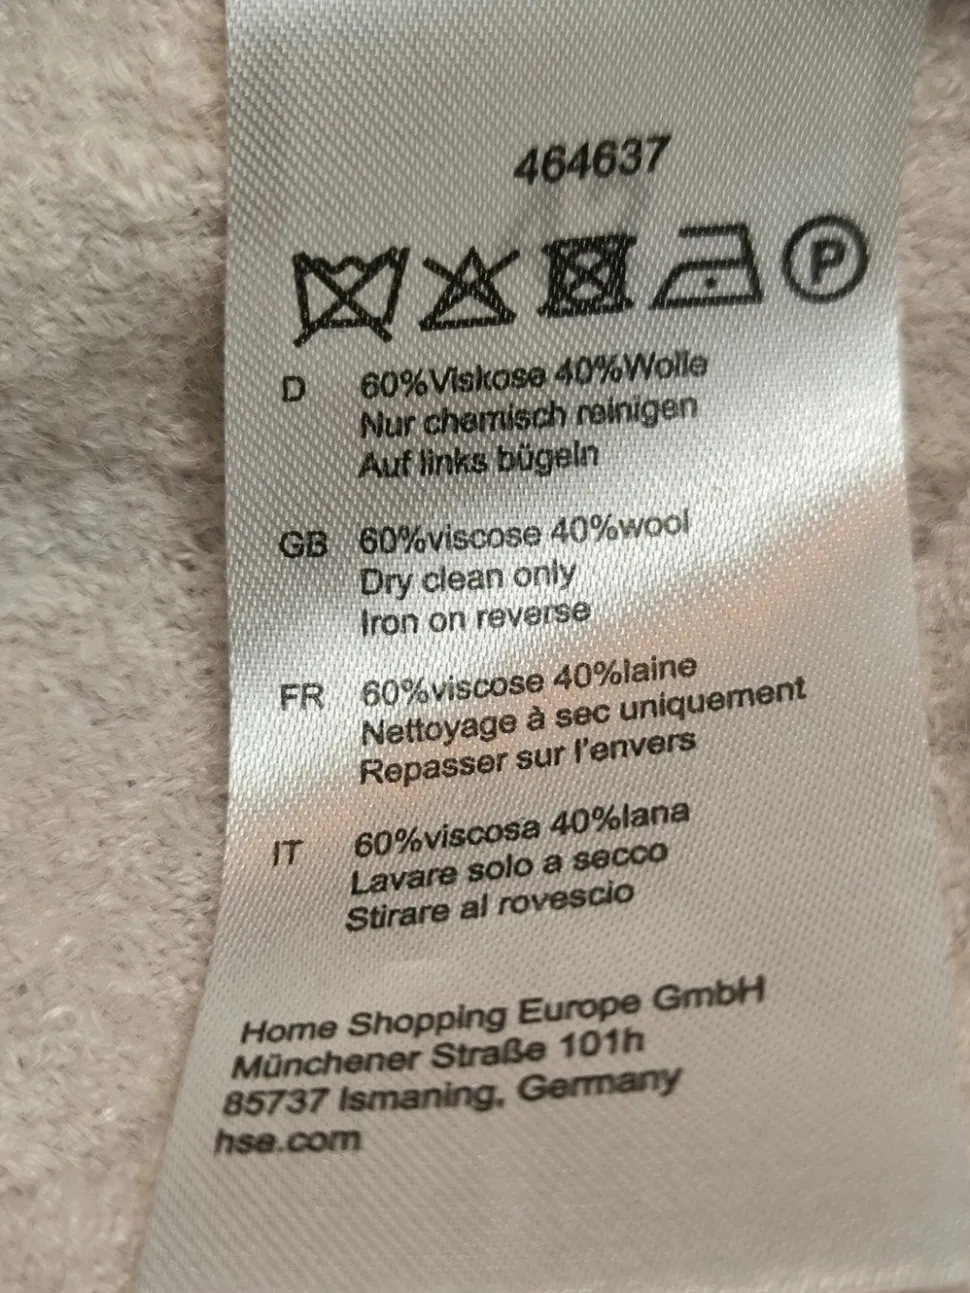 464637
P
D 60%Viskose 40%Wolle
Nur chemisch reinigen
Auf links bügeln
GB 60%viscose 40%wool
Dry clean only
Iron on reverse
FR 60%viscose 40%laine
Nettoyage à sec uniquement
Repasser sur l'envers
IT 60%viscosa 40%lana
Lavare solo a secco
Stirare al rovescio
Home Shopping Europe GmbH
Münchener Straße 101h
85737 Ismaning, Germany
hse.com